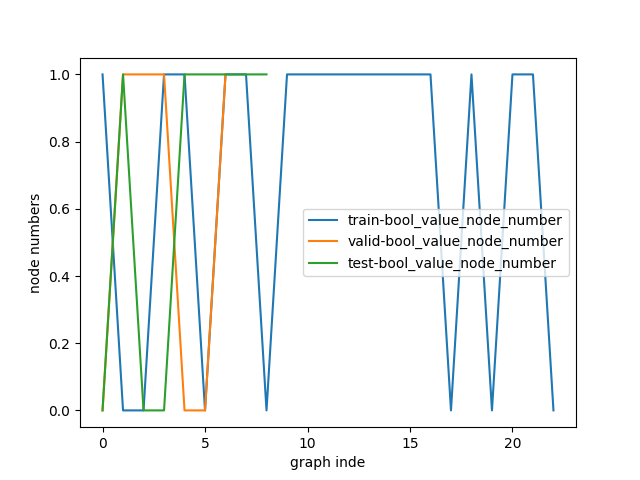 1.0
0.8
0.6
0.4
0.2
0.0
node numbers
train-bool_value_node_number
valid-bool_value_node_number
test-bool_value_node_number
0
5
10
15
20
graph inde